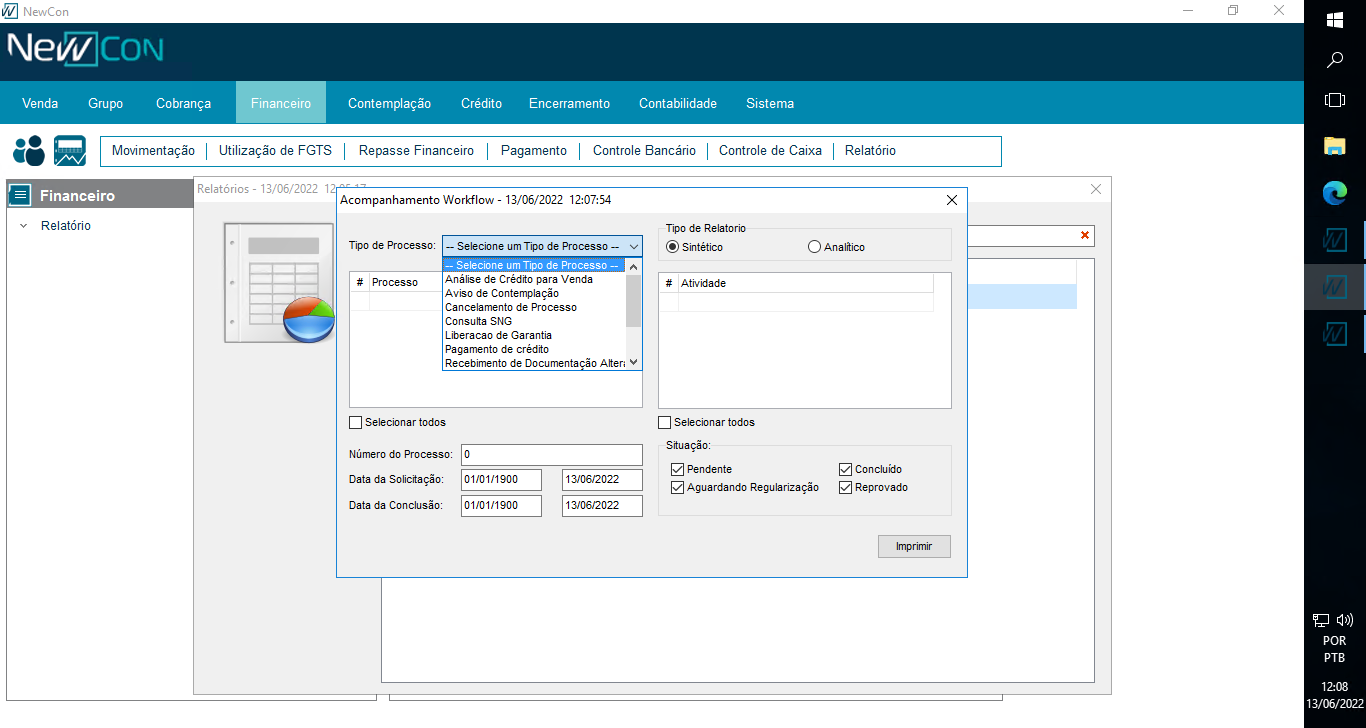 NewCon
NEWCON
Venda Grupo Cobrança Financeiro Contemplação Crédito Encerramento Contabilidade Sistema
Movimentação Utilização de FGTS Repasse Financeiro Pagamento Controle Bancário Controle de Caixa Relatório
Financeiro
Relatório
Relatórios - 13/06/2022 12:05:17
Acompanhamento Workflow - 13/06/2022 12:07:54
Tipo de Processo: -- Selecione um Tipo de Processo --
-- Selecione um Tipo de Processo --
Análise de Crédito para Venda
Aviso de Contemplação
Cancelamento de Processo
Consulta SNG
Liberacao de Garantia
Pagamento de crédito
Recebimento de Documentação Altera
# Processo
Selecionar todos
Número do Processo: 0
Data da Solicitação: 01/01/1900 13/06/2022
Data da Conclusão: 01/01/1900 13/06/2022
Tipo de Relatorio
Sintético Analítico
# Atividade
Selecionar todos
Situação:
Pendente Concluído
Aguardando Regularização Reprovado
Imprimir
POR
PTB
12:08
13/06/2022